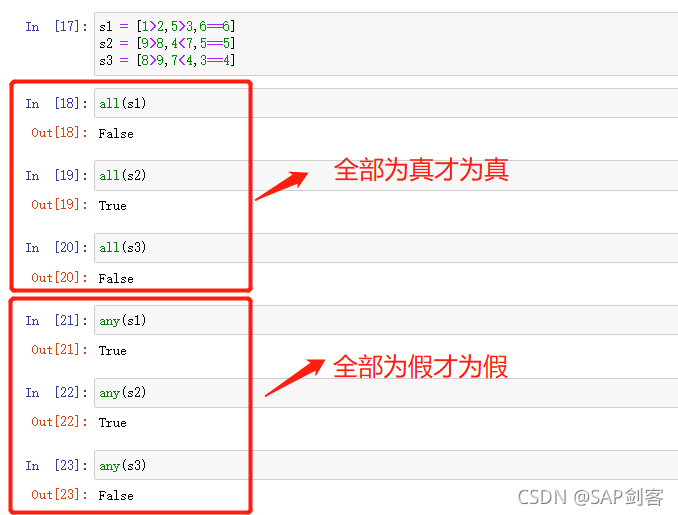 In [17]: s1 = [1>2,5>3,6==6]
s2 = [9>8,4<7,5==5]
s3 = [8>9,7<4,3==4]
In [18]: all(s1)
Out[18]: False
全部为真才为真
In [19]: all(s2)
Out[19]: True
In [20]: all(s3)
Out[20]: False
In [21]: any(s1)
Out[21]: True
全部为假才为假
In [22]: any(s2)
Out[22]: True
In [23]: any(s3)
Out[23]: False
CSDN @SAP剑客